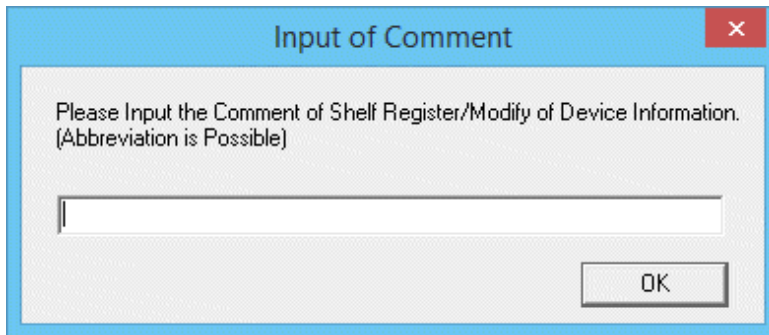 Input of Comment
Please Input the Comment of Shelf Register/Modify of Device Information.
(Abbreviation is Possible)
OK